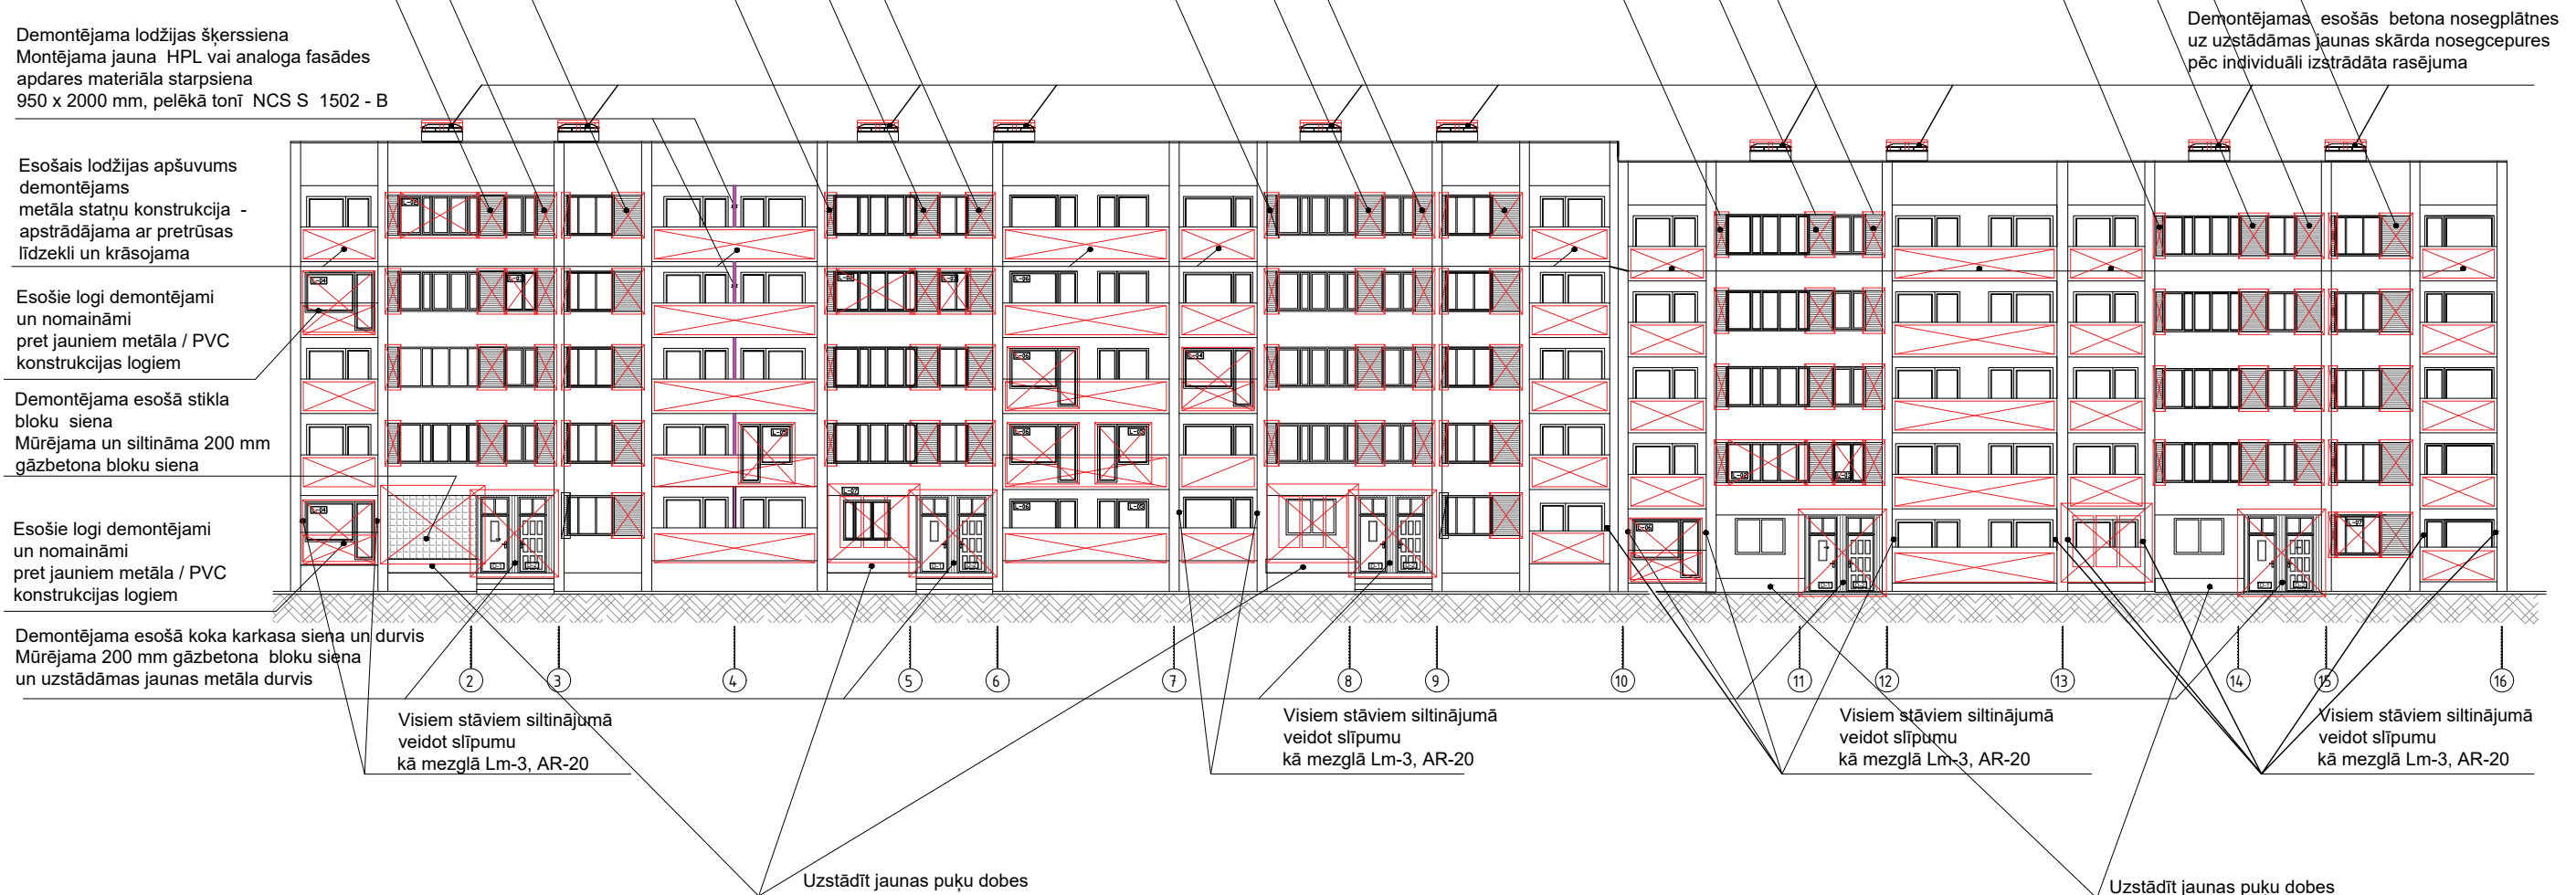 Demontējama lodžijas šķerssiena
Montējama jauna HPL vai analoga fasādes
apdares materiāla starpsiena
950 x 2000 mm, pelēkā tonī NCS S 1502 - B
Demontējamas esošās betona nosegplātnes
uz uzstādāmas jaunas skārda nosegcepures
pēc individuāli izstrādāta rasējuma
Esošais lodžijas apšuvums
demontējams
metāla statņu konstrukcija -
apstrādājama ar pretrūsas
līdzekli un krāsojama
Esošie logi demontējami
un nomaināmi
pret jauniem metāla / PVC
konstrukcijas logiem
Demontējama esošā stikla
bloku siena
Mūrējama un siltināma 200 mm
gāzbetona bloku siena
Esošie logi demontējami
un nomaināmi
pret jauniem metāla / PVC
konstrukcijas logiem
Demontējama esošā koka karkasa siena un durvis
Mūrējama 200 mm gāzbetona bloku siena
un uzstādāmas jaunas metāla durvis
2 3 4 5 6 7 8 9 10 11 12 13 14 15 16
Visiem stāviem siltinājumā
veidot slīpumu
kā mezglā Lm-3, AR-20
Visiem stāviem siltinājumā
veidot slīpumu
kā mezglā Lm-3, AR-20
Visiem stāviem siltinājumā
veidot slīpumu
kā mezglā Lm-3, AR-20
Visiem stāviem siltinājumā
veidot slīpumu
kā mezglā Lm-3, AR-20
Uzstādīt jaunas puķu dobes
Uzstādīt jaunas puķu dobes